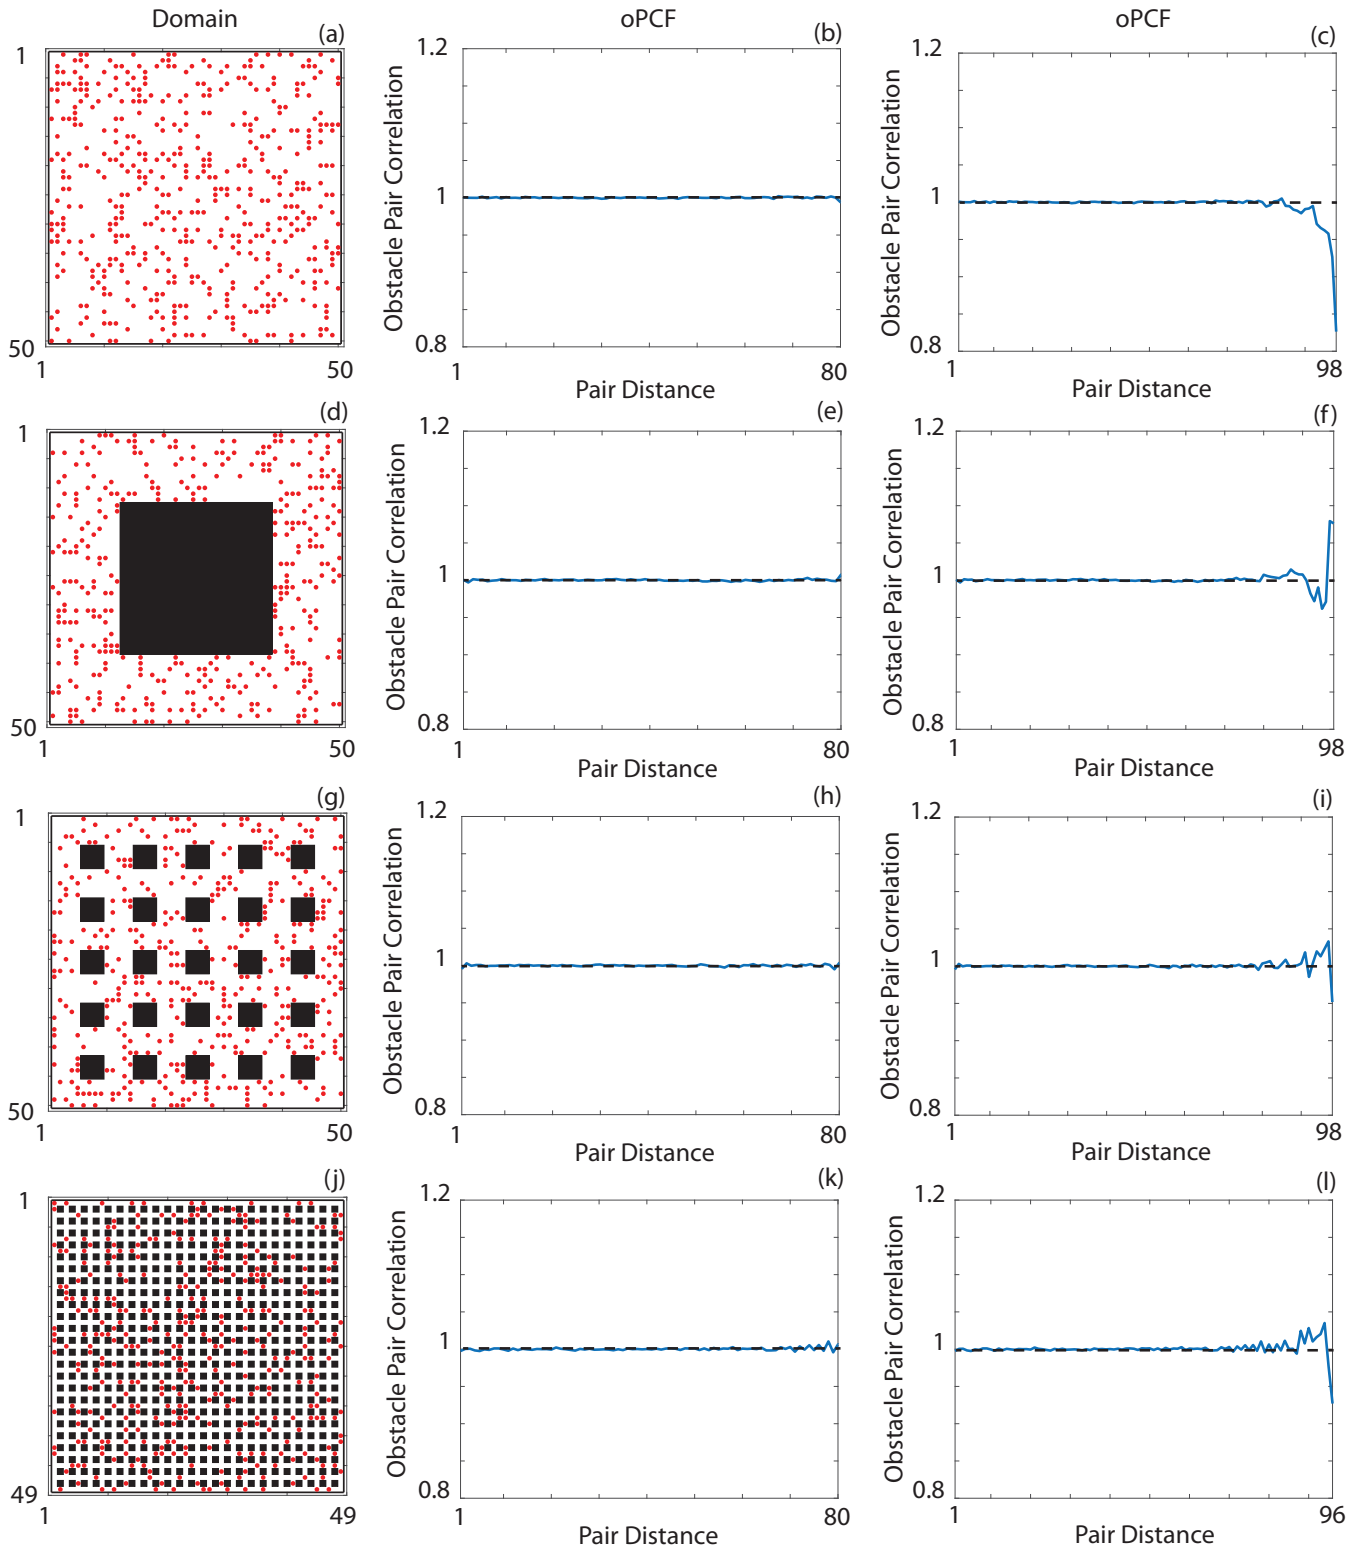 Domain
oPCF
oPCF
(a)
1
50
1
50
(b)
Obstacle Pair Correlation
1.2
1
0.8
1
80
Pair Distance
(c)
Obstacle Pair Correlation
1.2
1
0.8
1
98
Pair Distance
(d)
1
50
1
50
(e)
Obstacle Pair Correlation
1.2
1
0.8
1
80
Pair Distance
(f)
Obstacle Pair Correlation
1.2
1
0.8
1
98
Pair Distance
(g)
1
50
1
50
(h)
Obstacle Pair Correlation
1.2
1
0.8
1
80
Pair Distance
(i)
Obstacle Pair Correlation
1.2
1
0.8
1
98
Pair Distance
(j)
1
49
1
49
(k)
Obstacle Pair Correlation
1.2
1
0.8
1
80
Pair Distance
(l)
Obstacle Pair Correlation
1.2
1
0.8
1
96
Pair Distance